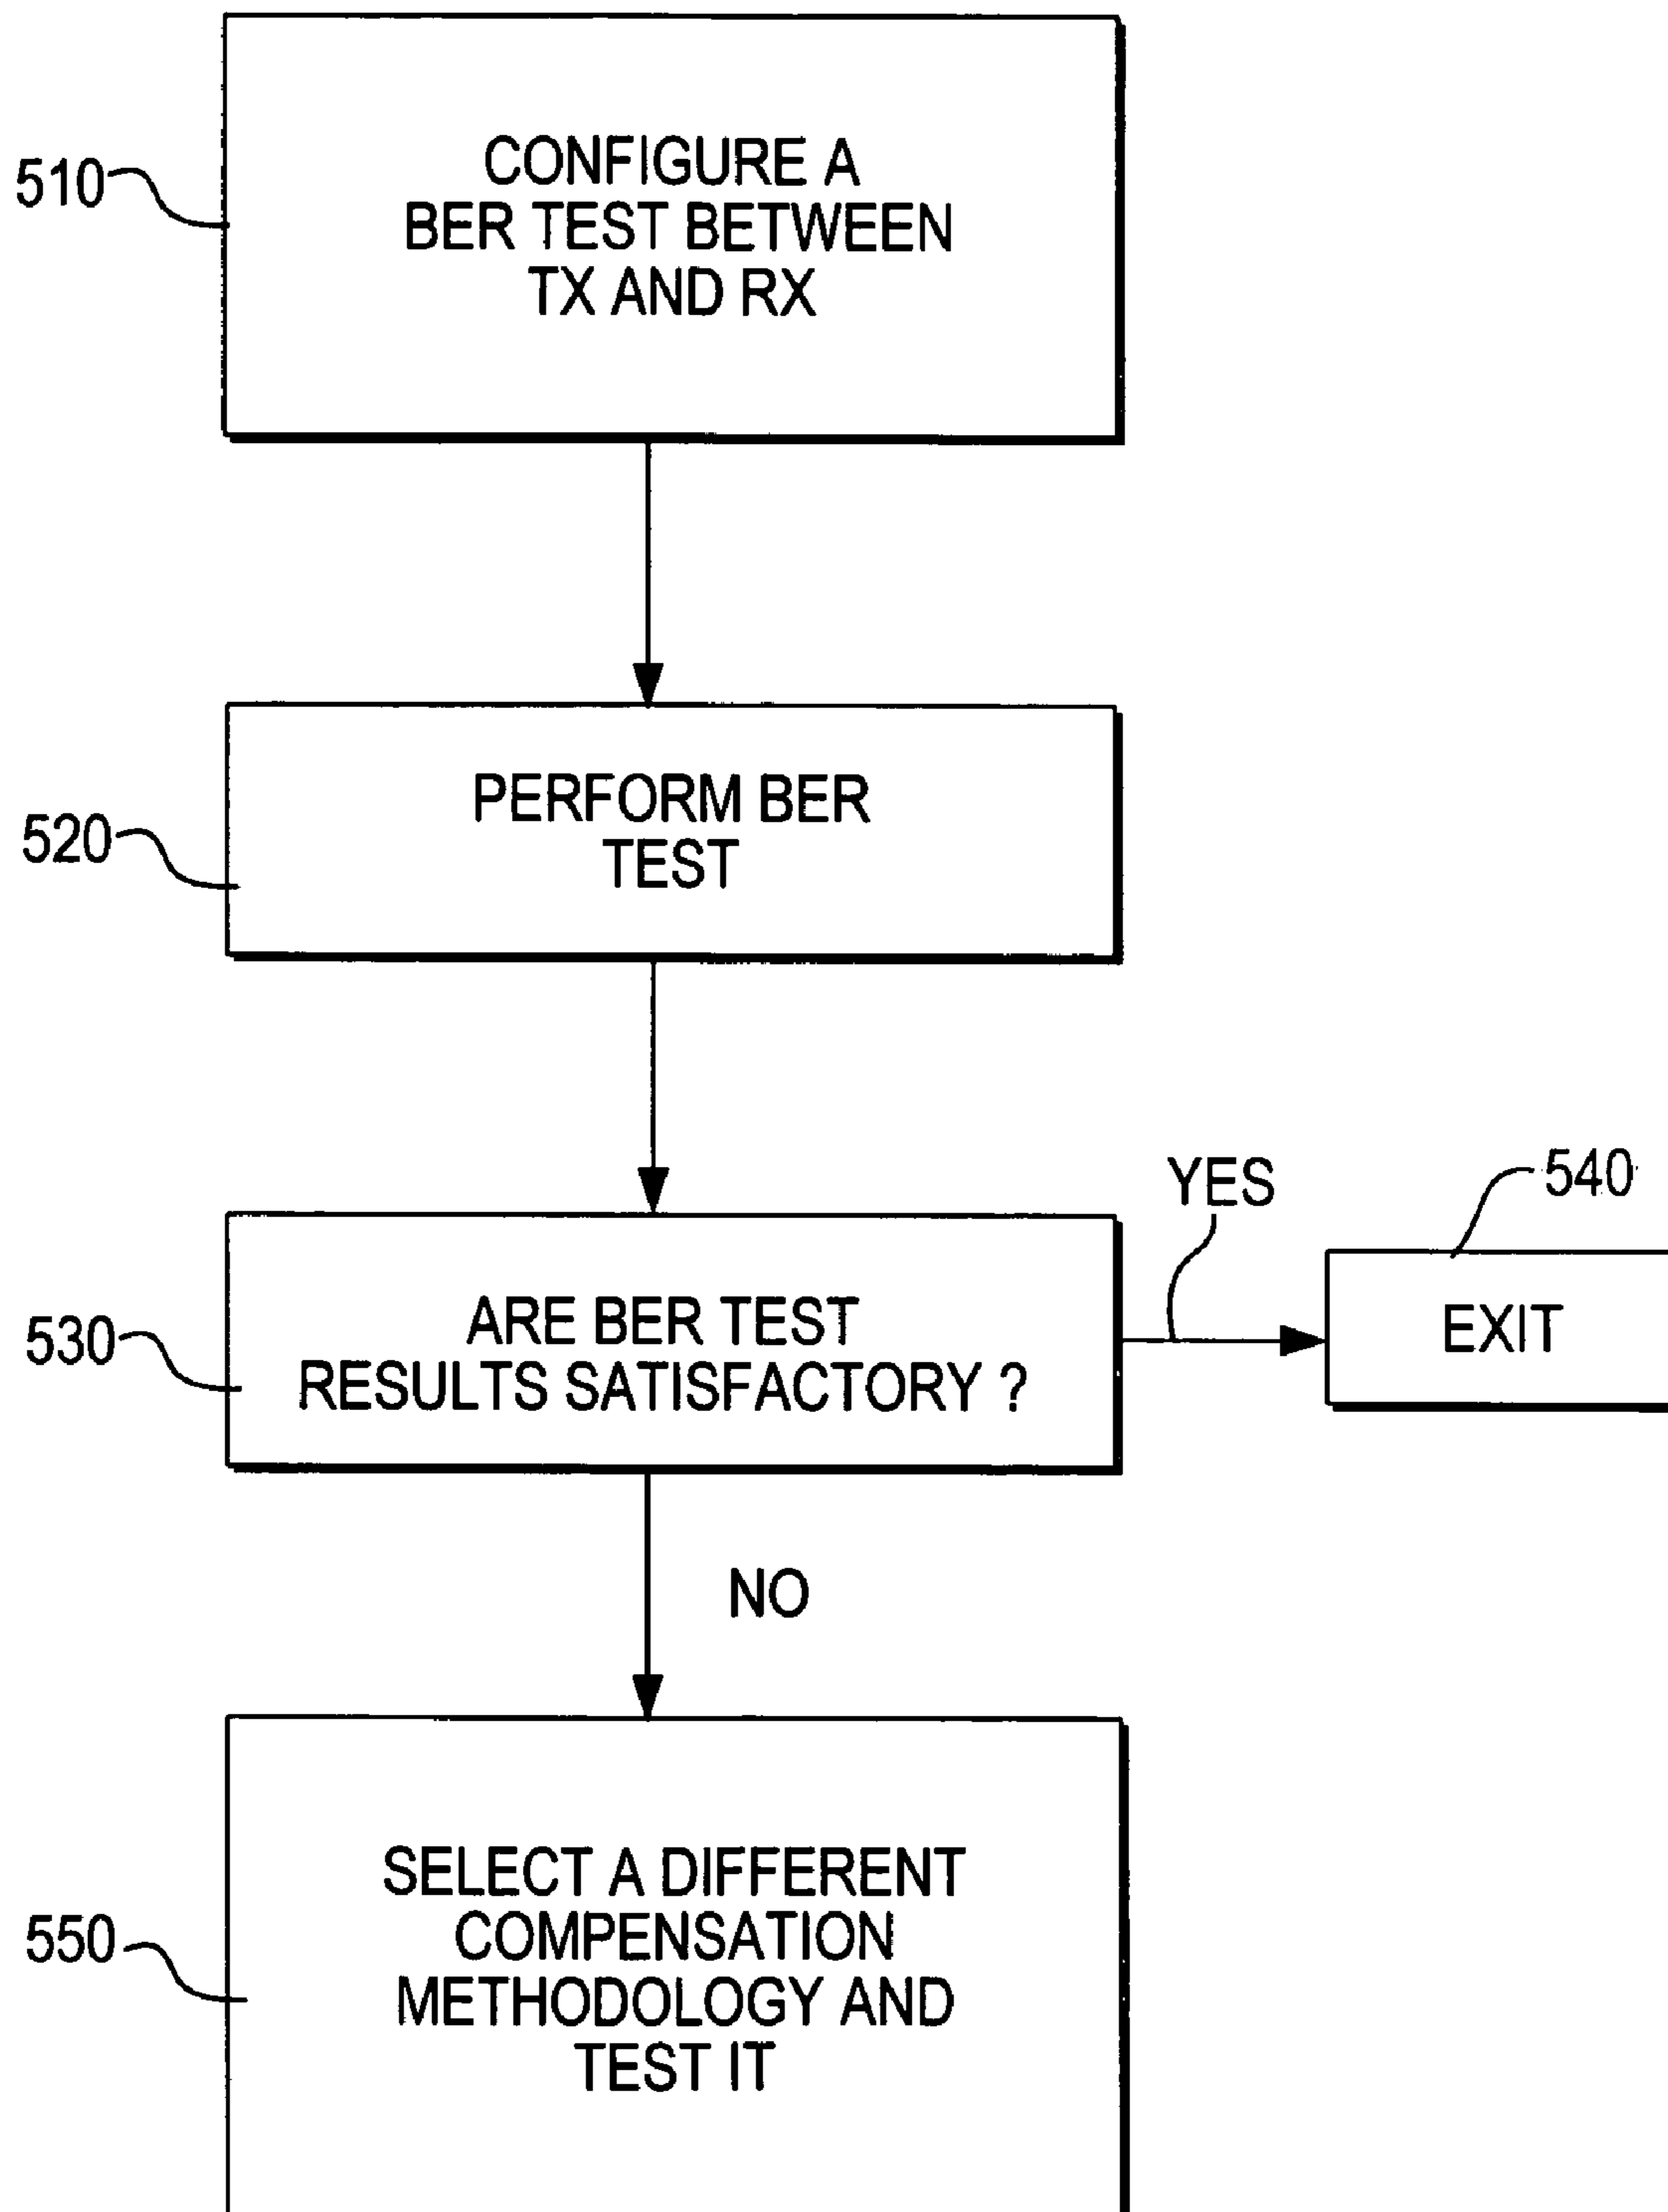 510
CONFIGURE A
BER TEST BETWEEN
TX AND RX
520
PERFORM BER
TEST
530
ARE BER TEST
RESULTS SATISFACTORY ?
YES
540
EXIT
NO
550
SELECT A DIFFERENT
COMPENSATION
METHODOLOGY AND
TEST IT